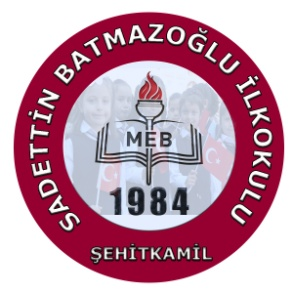 SADETTİN BATMAZOĞLU İLKOKULU
MEB
1984
ŞEHİTKAMİL